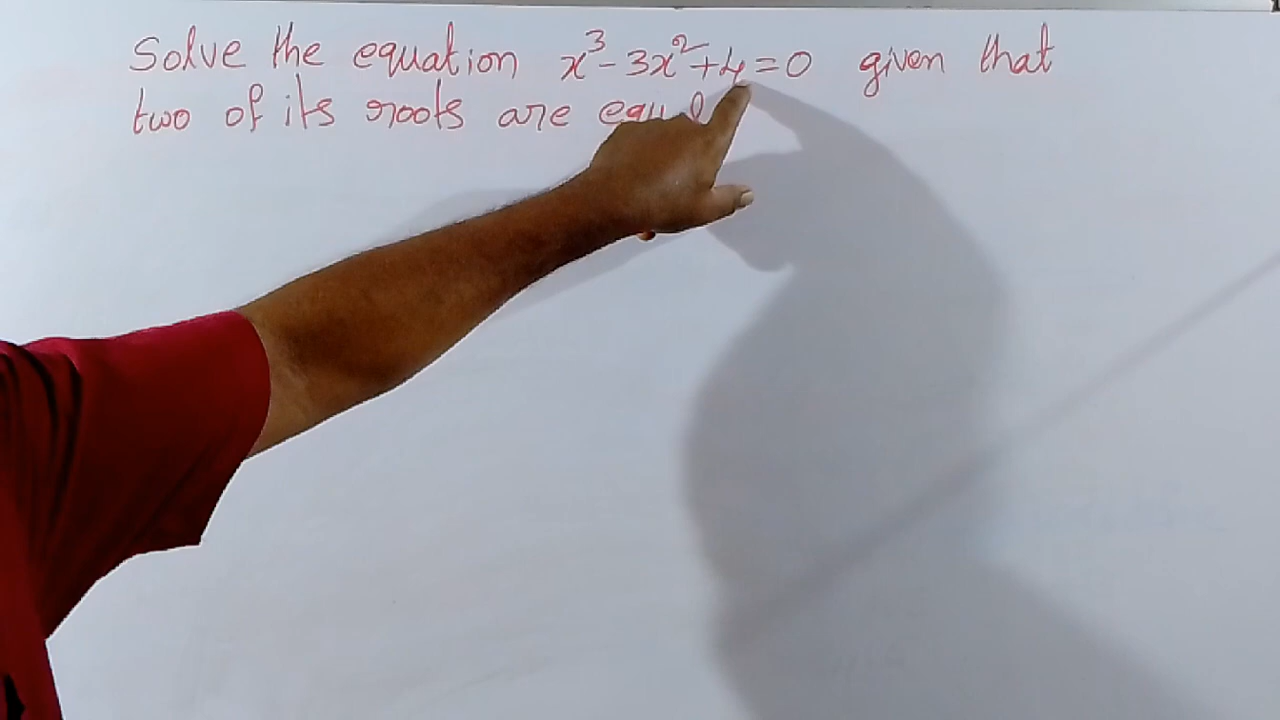 Solve the equation x³-3x²+4=0 given that
two of its roots are